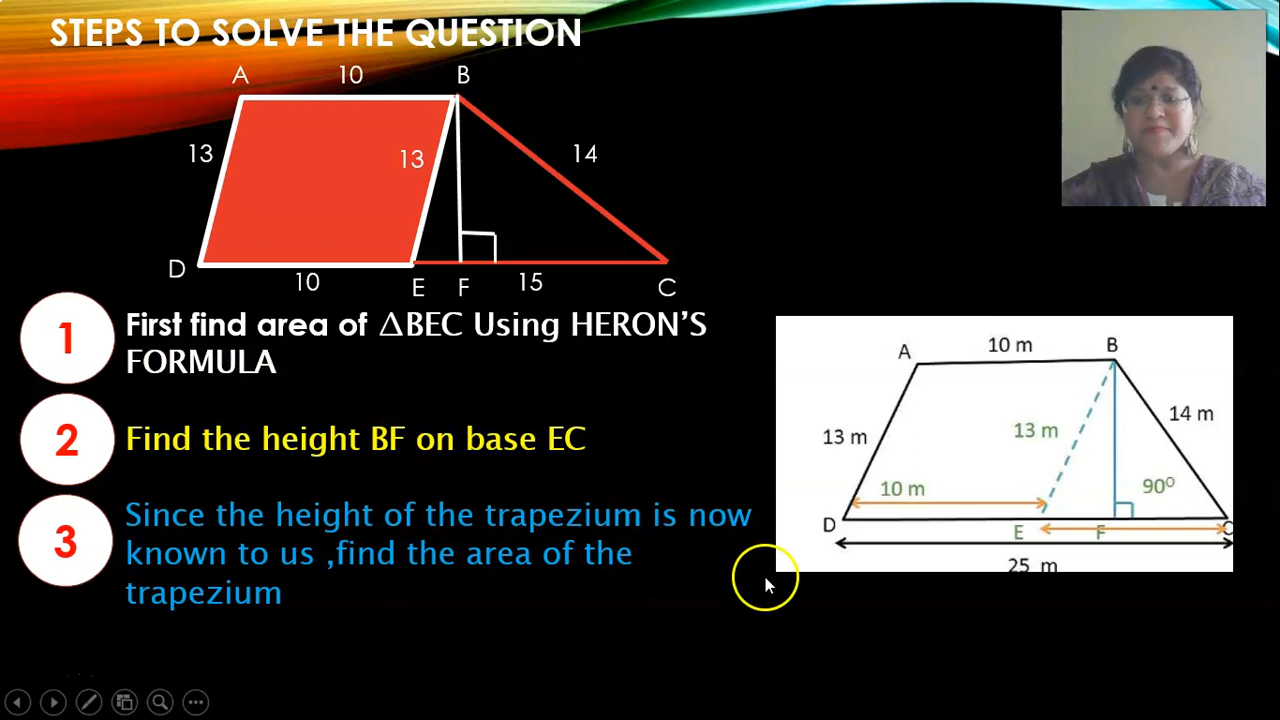 STEPS TO SOLVE THE QUESTION
A 10 B
13 13 14
D 10 E F 15 C
1 First find area of △BEC Using HERON'S
FORMULA
2 Find the height BF on base EC
3 Since the height of the trapezium is now
known to us ,find the area of the
trapezium
A 10 m B
13 m 13 m 14 m
10 m 90⁰
D E F C
25 m